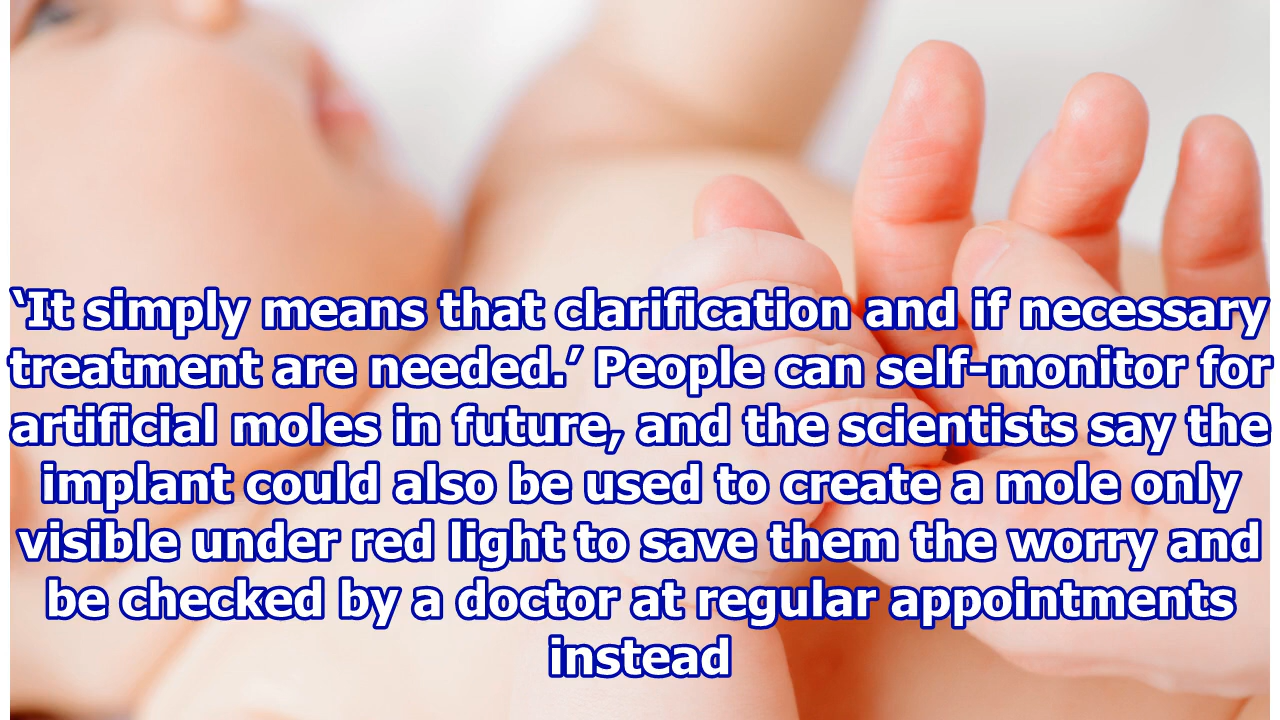 ‘It simply means that clarification and if necessary
treatment are needed.’ People can self-monitor for
artificial moles in future, and the scientists say the
implant could also be used to create a mole only
visible under red light to save them the worry and
be checked by a doctor at regular appointments
instead